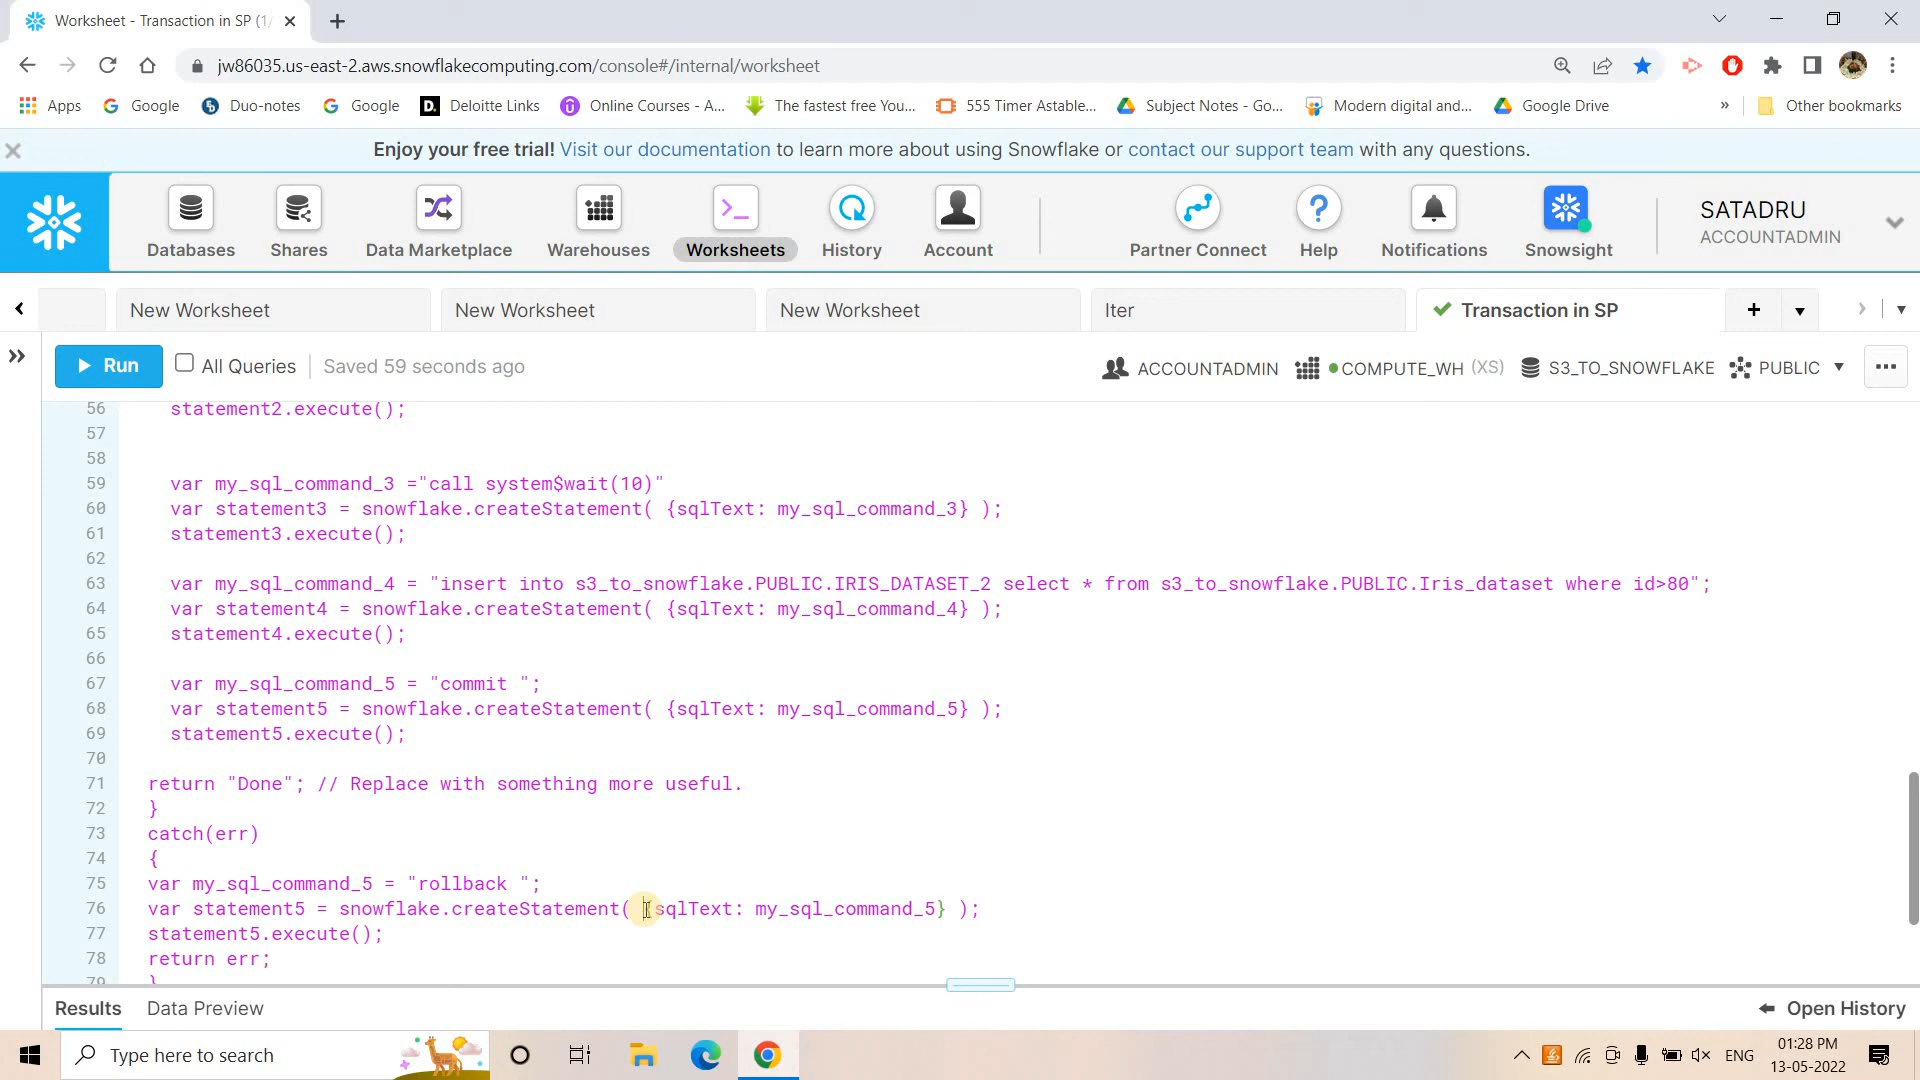 Worksheet - Transaction in SP (1/
jw86035.us-east-2.aws.snowflakecomputing.com/console#/internal/worksheet
Apps Google Duo-notes Google D. Deloitte Links Online Courses - A... The fastest free You... 555 Timer Astable... Subject Notes - Go... Modern digital and... Google Drive » Other bookmarks
Enjoy your free trial! Visit our documentation to learn more about using Snowflake or contact our support team with any questions.
Databases Shares Data Marketplace Warehouses Worksheets History Account Partner Connect Help Notifications Snowsight
SATADRU
ACCOUNTADMIN
New Worksheet New Worksheet New Worksheet Iter Transaction in SP
Run All Queries Saved 59 seconds ago ACCOUNTADMIN COMPUTE_WH (XS) S3_TO_SNOWFLAKE PUBLIC
56 statement2.execute();
57
58
59 var my_sql_command_3 ="call system$wait(10)"
60 var statement3 = snowflake.createStatement( {sqlText: my_sql_command_3} );
61 statement3.execute();
62
63 var my_sql_command_4 = "insert into s3_to_snowflake.PUBLIC.IRIS_DATASET_2 select * from s3_to_snowflake.PUBLIC.Iris_dataset where id>80";
64 var statement4 = snowflake.createStatement( {sqlText: my_sql_command_4} );
65 statement4.execute();
66
67 var my_sql_command_5 = "commit ";
68 var statement5 = snowflake.createStatement( {sqlText: my_sql_command_5} );
69 statement5.execute();
70
71 return "Done"; // Replace with something more useful.
72 }
73 catch(err)
74 {
75 var my_sql_command_5 = "rollback ";
76 var statement5 = snowflake.createStatement( {sqlText: my_sql_command_5} );
77 statement5.execute();
78 return err;
79 }
Results Data Preview Open History
Type here to search
ENG
01:28 PM
13-05-2022